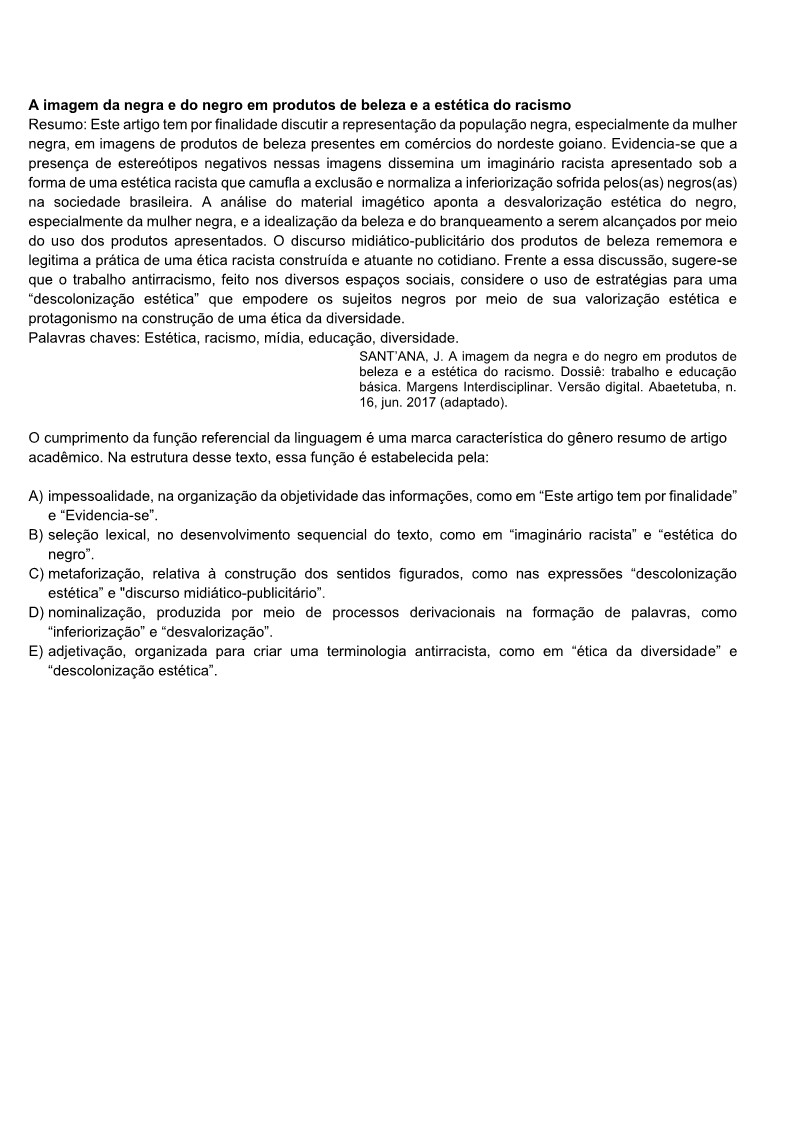 A imagem da negra e do negro em produtos de beleza e a estética do racismo
Resumo: Este artigo tem por finalidade discutir a representação da população negra, especialmente da mulher
negra, em imagens de produtos de beleza presentes em comércios do nordeste goiano. Evidencia-se que a
presença de estereótipos negativos nessas imagens dissemina um imaginário racista apresentado sob a
forma de uma estética racista que camufla a exclusão e normaliza a inferiorização sofrida pelos(as) negros(as)
na sociedade brasileira. A análise do material imagético aponta a desvalorização estética do negro,
especialmente da mulher negra, e a idealização da beleza e do branqueamento a serem alcançados por meio
do uso dos produtos apresentados. O discurso midiático-publicitário dos produtos de beleza rememora e
legitima a prática de uma ética racista construída e atuante no cotidiano. Frente a essa discussão, sugere-se
que o trabalho antirracismo, feito nos diversos espaços sociais, considere o uso de estratégias para uma
“descolonização estética” que empodere os sujeitos negros por meio de sua valorização estética e
protagonismo na construção de uma ética da diversidade.
Palavras chaves: Estética, racismo, mídia, educação, diversidade.
SANT’ANA, J. A imagem da negra e do negro em produtos de
beleza e a estética do racismo. Dossiê: trabalho e educação
básica. Margens Interdisciplinar. Versão digital. Abaetetuba, n.
16, jun. 2017 (adaptado).
O cumprimento da função referencial da linguagem é uma marca característica do gênero resumo de artigo
acadêmico. Na estrutura desse texto, essa função é estabelecida pela:
A) impessoalidade, na organização da objetividade das informações, como em “Este artigo tem por finalidade”
e “Evidencia-se”.
B) seleção lexical, no desenvolvimento sequencial do texto, como em “imaginário racista” e “estética do
negro”.
C) metaforização, relativa à construção dos sentidos figurados, como nas expressões “descolonização
estética” e "discurso midiático-publicitário”.
D) nominalização, produzida por meio de processos derivacionais na formação de palavras, como
“inferiorização” e “desvalorização”.
E) adjetivação, organizada para criar uma terminologia antirracista, como em “ética da diversidade” e
“descolonização estética”.